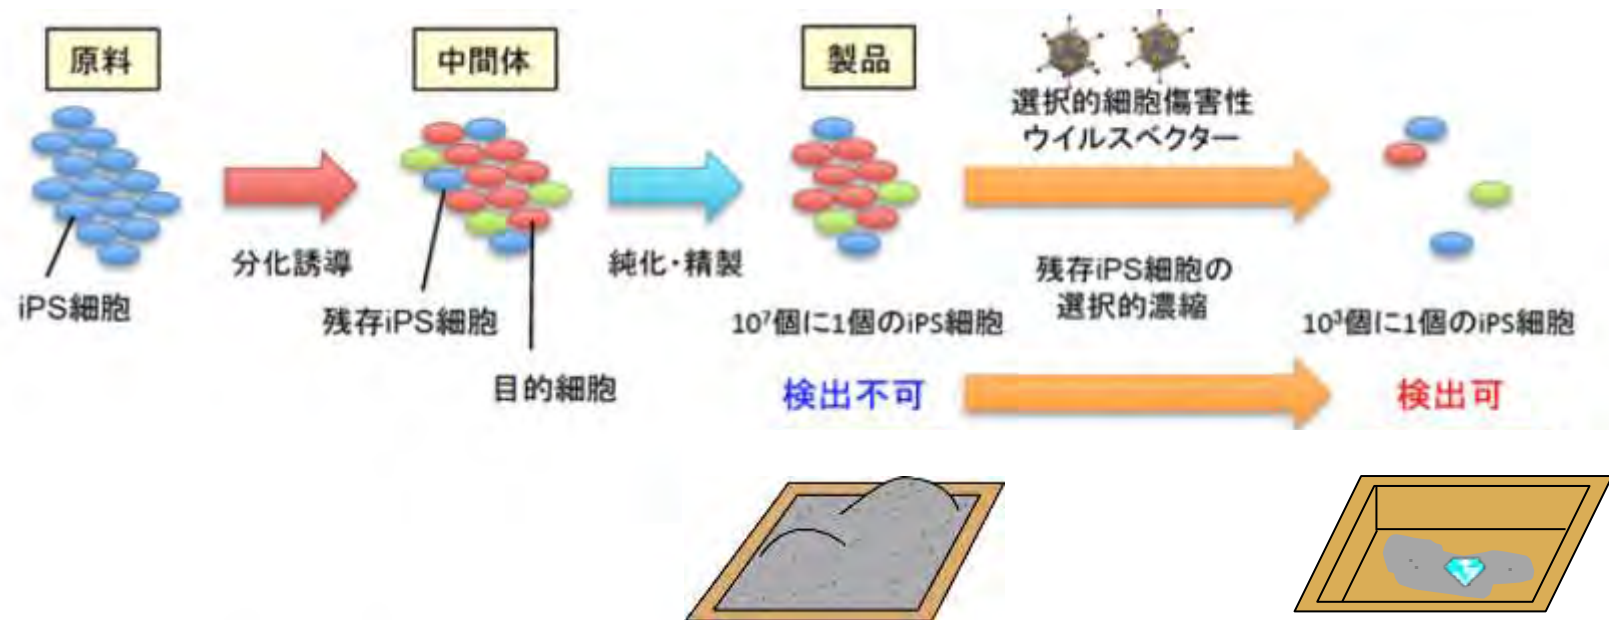 原料
中間体
製品
選択的細胞傷害性
ウイルスベクター
分化誘導
純化・精製
残存iPS細胞の
選択的濃縮
iPS細胞
残存iPS細胞
目的細胞
10⁷個に1個のiPS細胞
10³個に1個のiPS細胞
検出不可
検出可